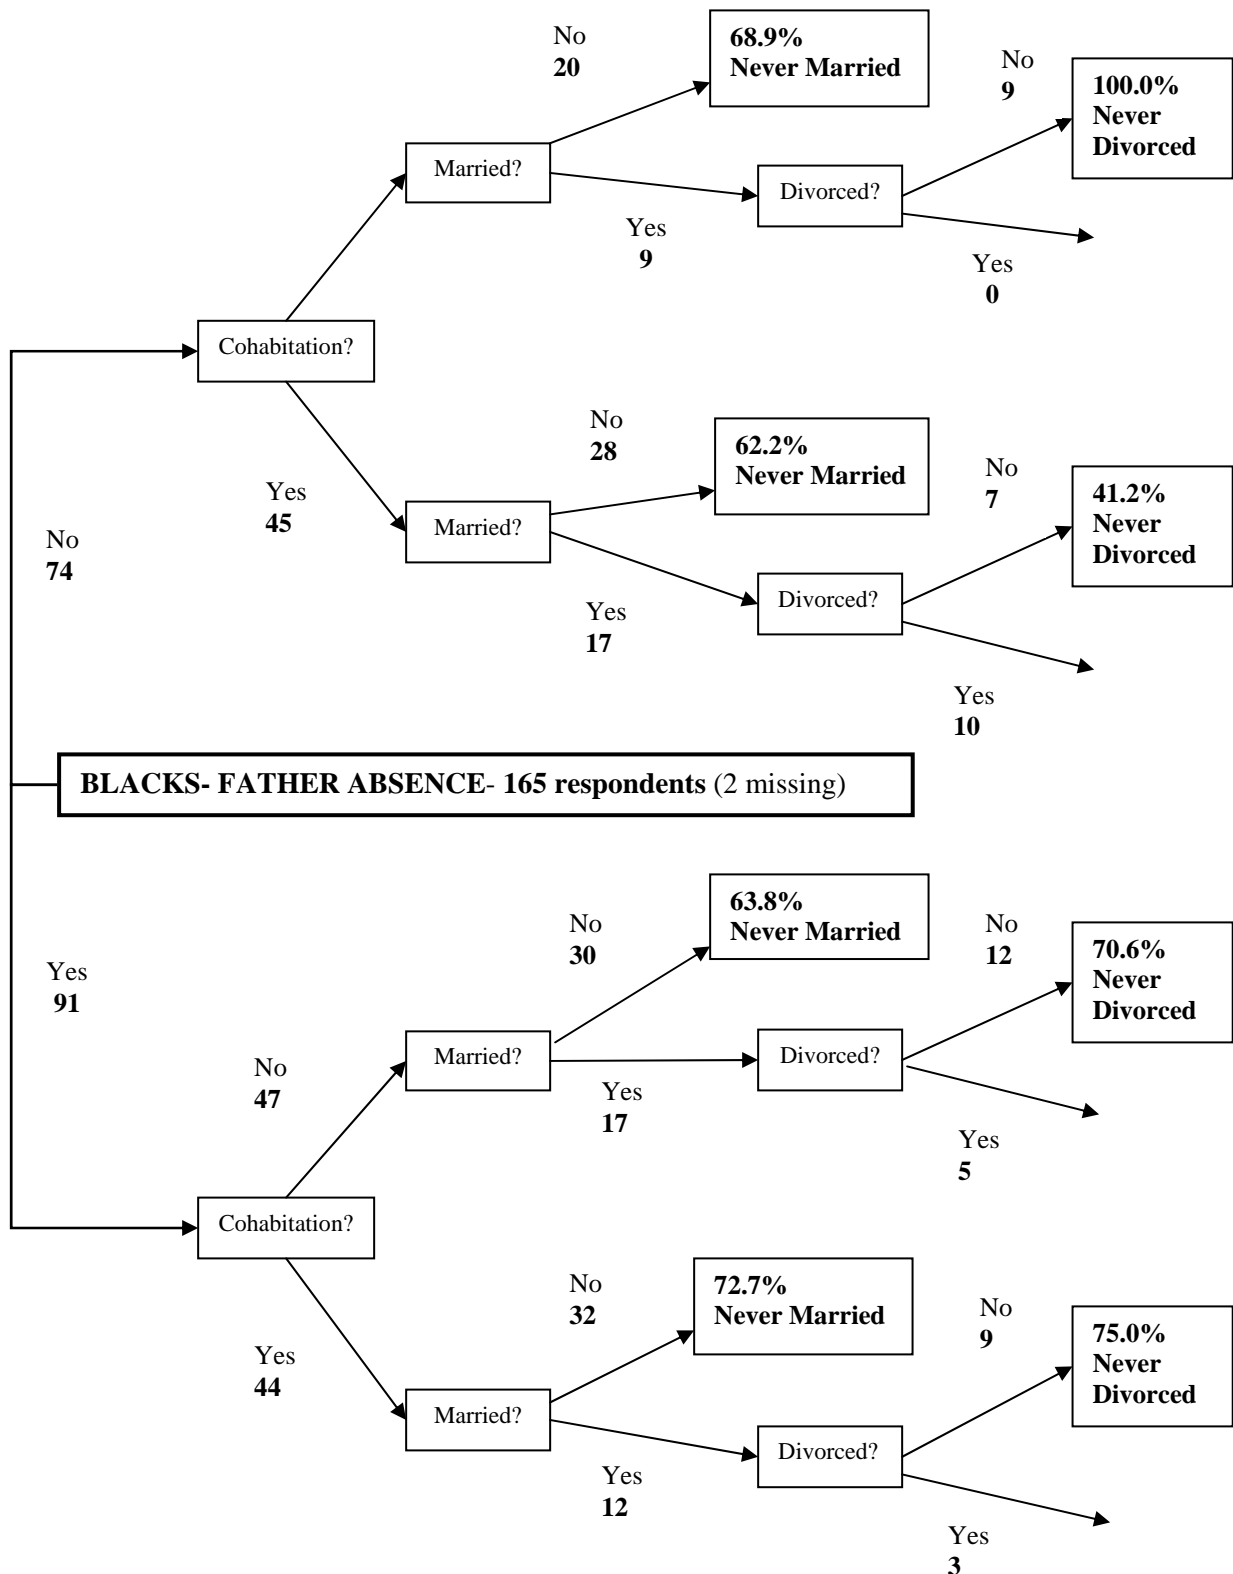 No
20
68.9%
Never Married
No
9
100.0%
Never
Divorced
Married?
Divorced?
Yes
9
Yes
0
Cohabitation?
No
28
62.2%
Never Married
No
7
41.2%
Never
Divorced
Yes
45
Married?
No
74
Divorced?
Yes
17
Yes
10
BLACKS- FATHER ABSENCE- 165 respondents (2 missing)
No
30
63.8%
Never Married
No
12
70.6%
Never
Divorced
Yes
91
Married?
Divorced?
No
47
Yes
17
Yes
5
Cohabitation?
No
32
72.7%
Never Married
No
9
75.0%
Never
Divorced
Yes
44
Married?
Divorced?
Yes
12
Yes
3